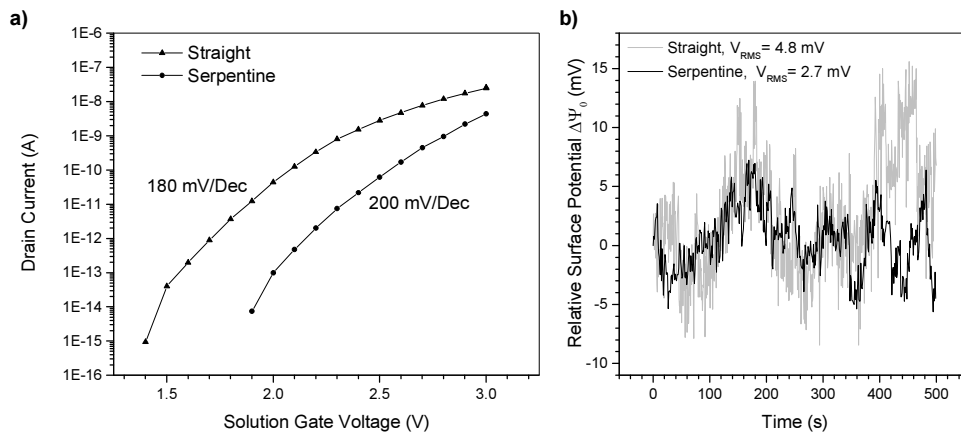 a)
1E-6
1E-7
1E-8
1E-9
1E-10
1E-11
1E-12
1E-13
1E-14
1E-15
1E-16
Drain Current (A)
Straight
Serpentine
180 mV/Dec
200 mV/Dec
1.5
2.0
2.5
3.0
Solution Gate Voltage (V)
b)
15
10
5
0
-5
-10
Relative Surface Potential ΔΨ₀ (mV)
Straight, V_RMS= 4.8 mV
Serpentine, V_RMS= 2.7 mV
0
100
200
300
400
500
Time (s)